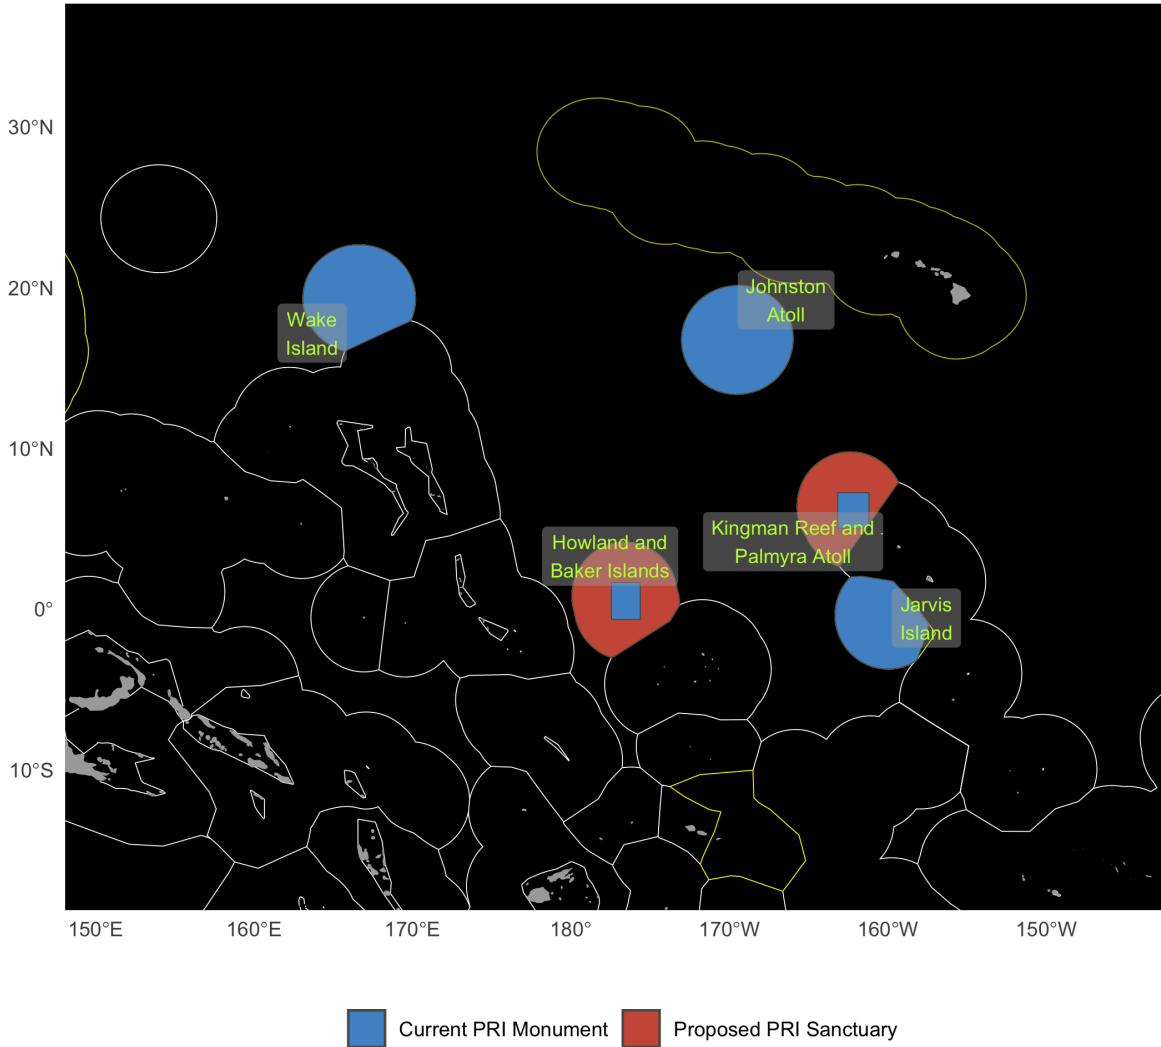 30°N
20°N
10°N
0°
10°S
Wake
Island
Johnston
Atoll
Howland and
Baker Islands
Kingman Reef and
Palmyra Atoll
Jarvis
Island
150°E
160°E
170°E
180°
170°W
160°W
150°W
Current PRI Monument
Proposed PRI Sanctuary